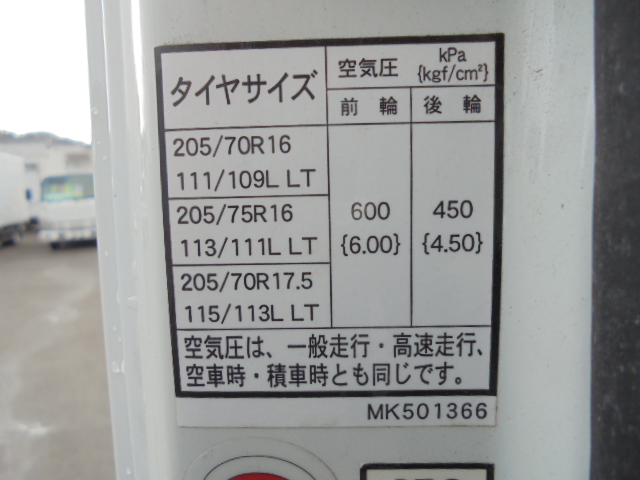 タイヤサイズ
空気圧 kPa
{kgf/cm²}
前輪 後輪
205/70R16
111/109L LT
205/75R16
113/111L LT
205/70R17.5
115/113L LT
600 450
{6.00} {4.50}
空気圧は、一般走行・高速走行、
空車時・積車時とも同じです。
MK501366